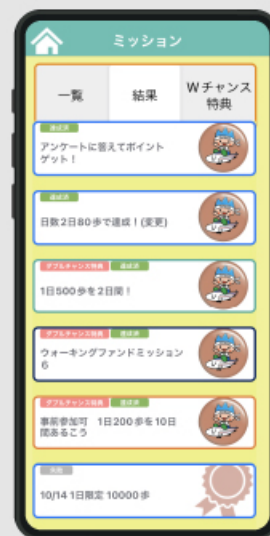 ミッション
一覧
結果
Wチャンス
特典
達成済
アンケートに答えてポイント
ゲット！
達成済
日数2日80歩で達成！(変更)
ダブルチャンス特典 達成済
1日500歩を2日間！
ダブルチャンス特典 達成済
ウォーキングファンドミッション
6
ダブルチャンス特典 達成済
事前参加可　1日200歩を10日
間あるこう
10/14 1日限定 10000歩